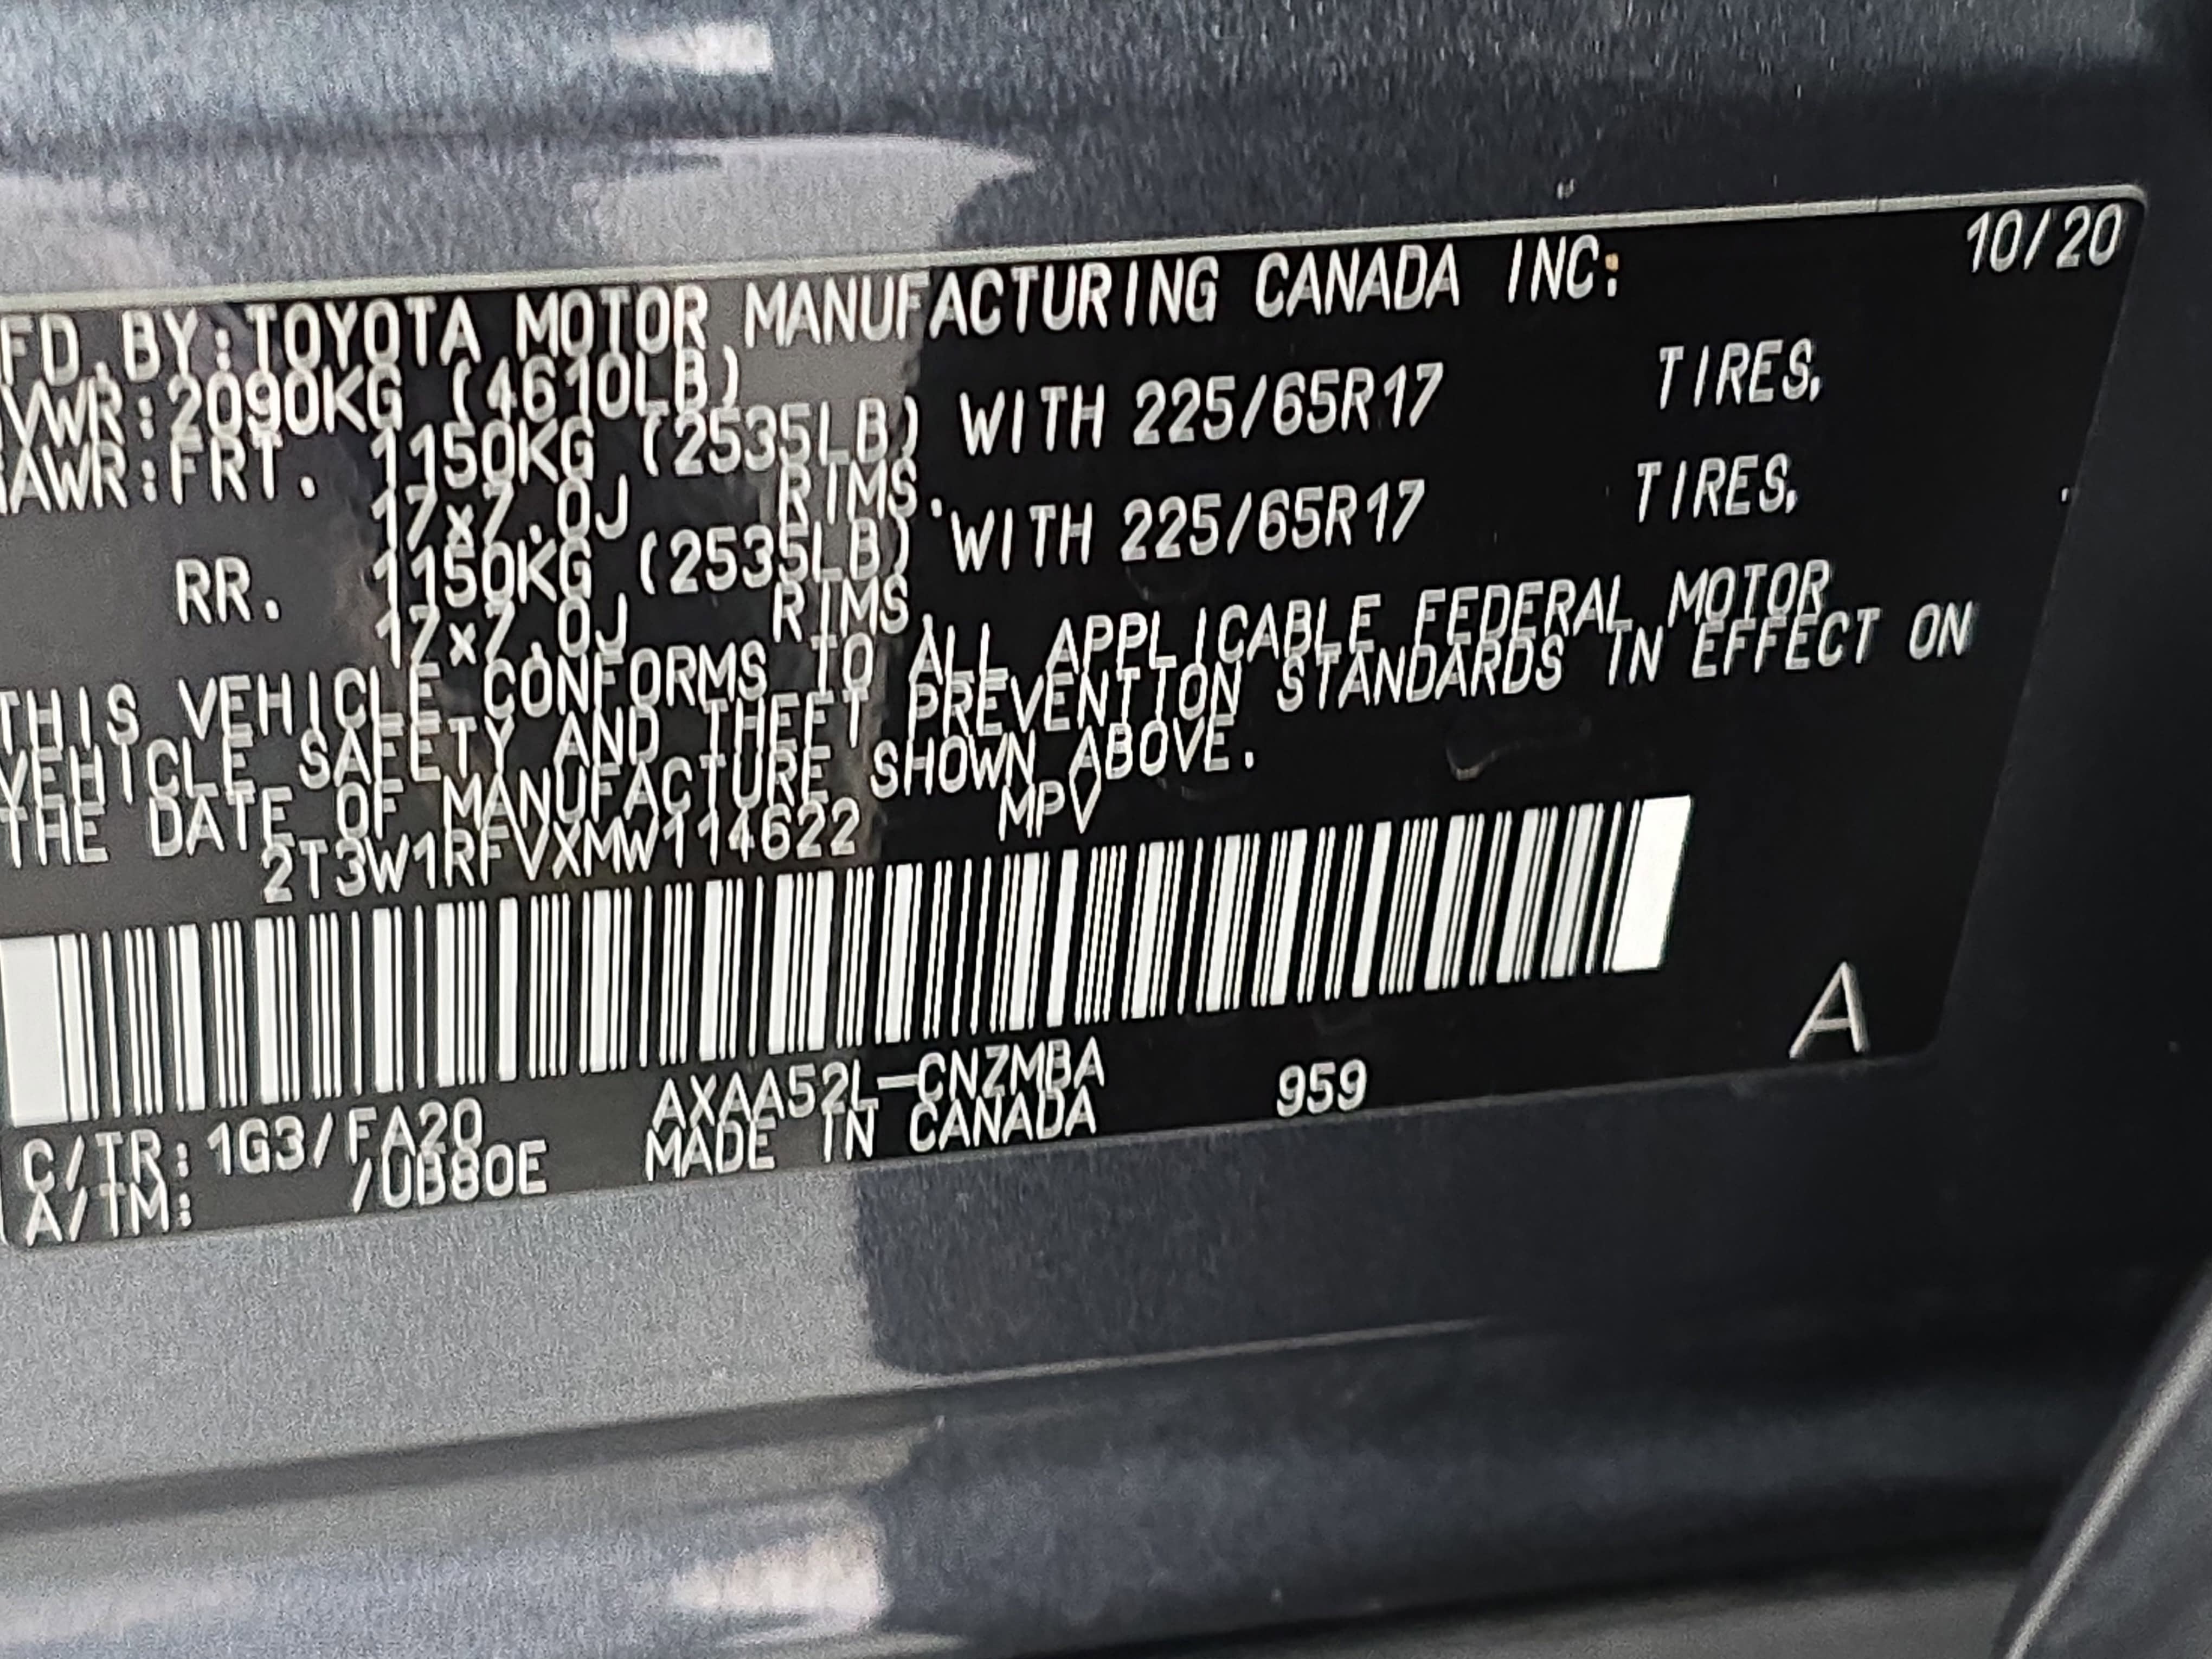 10/20
FD.BY:TOYOTA MOTOR MANUFACTURING CANADA INC:
VWR:2090KG (4610LB)
AWR:FRT. 1150KG (2535LB) WITH 225/65R17 TIRES,
17x7.0J RIMS.
RR. 1150KG (2535LB) WITH 225/65R17 TIRES,
17x7.0J RIMS.
THIS VEHICLE CONFORMS TO ALL APPLICABLE FEDERAL MOTOR
VEHICLE SAFETY AND THEFT PREVENTION STANDARDS IN EFFECT ON
THE DATE OF MANUFACTURE SHOWN ABOVE.
2T3W1RFVXMW114622 MPV
A
C/TR:1G3/FA20 AXAA52L-CNZMBA 959
A/TM: /UB80E MADE IN CANADA